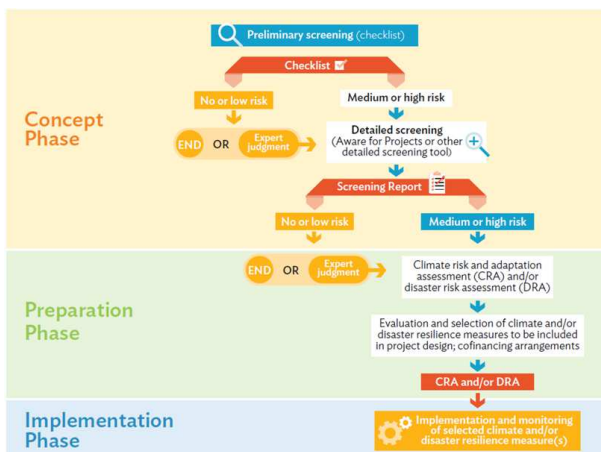 Preliminary screening (checklist)
Checklist
No or low risk
Medium or high risk
Concept
Phase
END OR Expert
judgment
Detailed screening
(Aware for Projects or other
detailed screening tool)
Screening Report
No or low risk
Medium or high risk
END OR Expert
judgment
Climate risk and adaptation
assessment (CRA) and/or
disaster risk assessment (DRA)
Preparation
Phase
Evaluation and selection of climate and/or
disaster resilience measures to be included
in project design; cofinancing arrangements
CRA and/or DRA
Implementation
Phase
Implementation and monitoring
of selected climate and/or
disaster resilience measure(s)